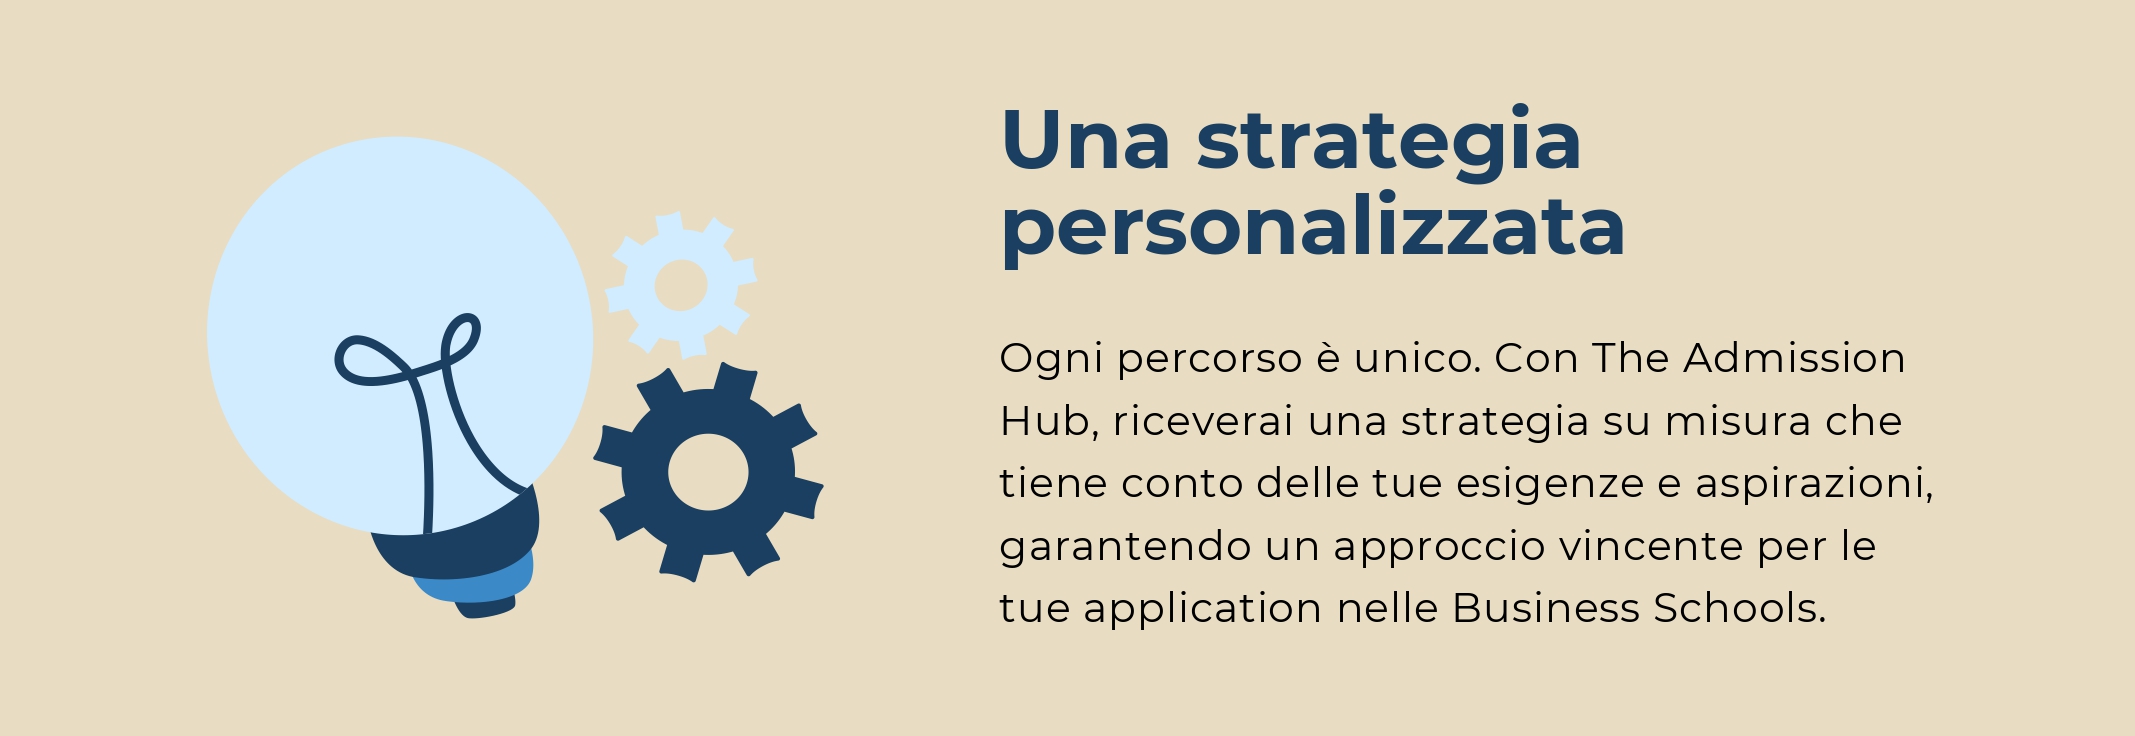 Una strategia
personalizzata
Ogni percorso è unico. Con The Admission
Hub, riceverai una strategia su misura che
tiene conto delle tue esigenze e aspirazioni,
garantendo un approccio vincente per le
tue application nelle Business Schools.